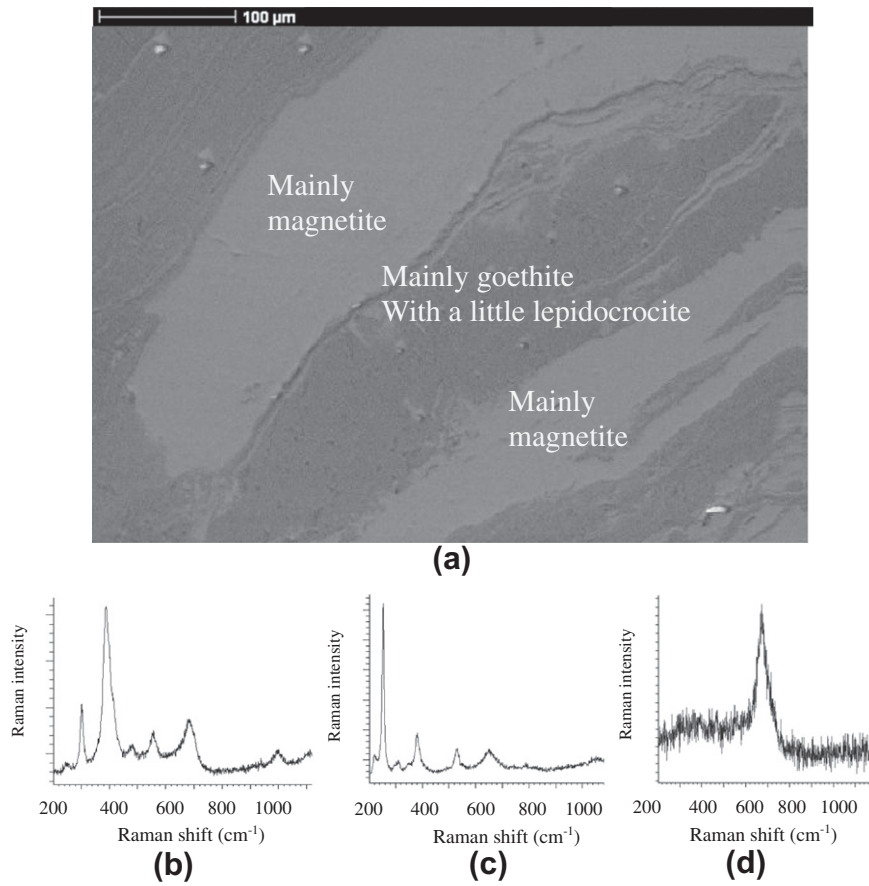 100 µm
Mainly
magnetite
Mainly goethite
With a little lepidocrocite
Mainly
magnetite
(a)
Raman intensity
200 400 600 800 1000
Raman shift (cm⁻¹)
(b)
Raman intensity
200 400 600 800 1000
Raman shift (cm⁻¹)
(c)
Raman intensity
200 400 600 800 1000
Raman shift (cm⁻¹)
(d)